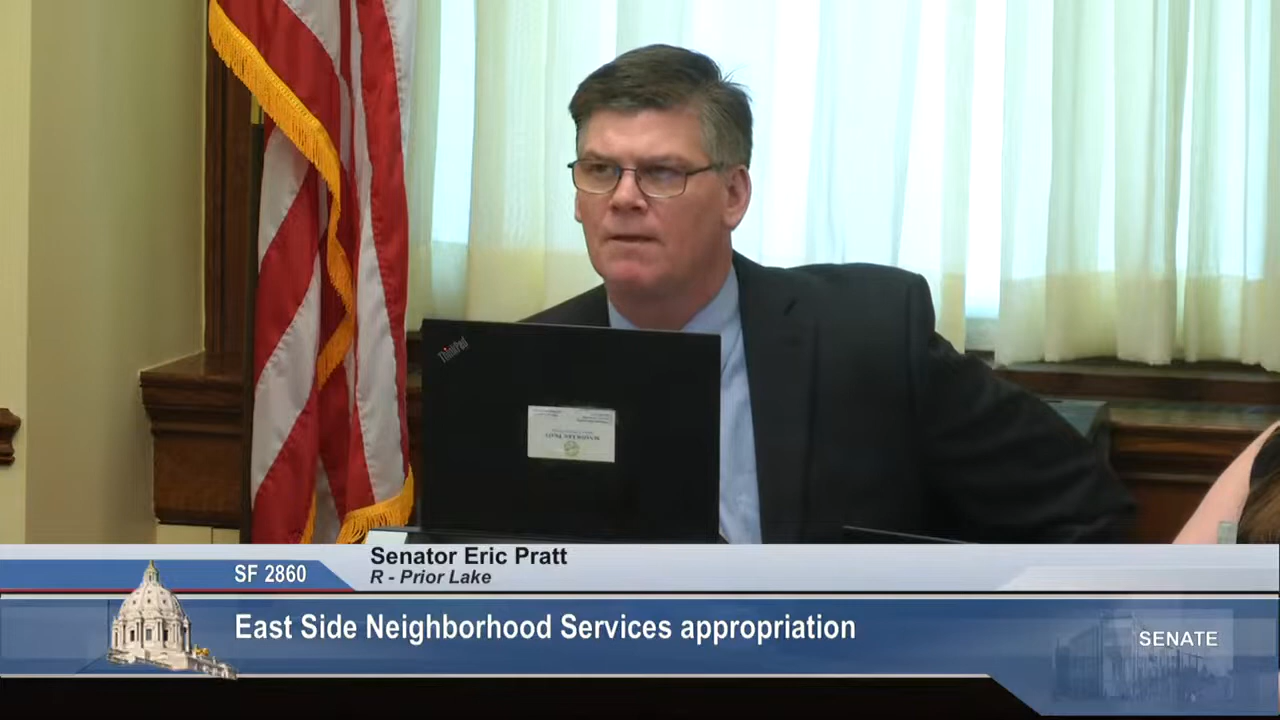 ThinkPad
Senator Eric Pratt
SF 2860
R - Prior Lake
East Side Neighborhood Services appropriation
SENATE